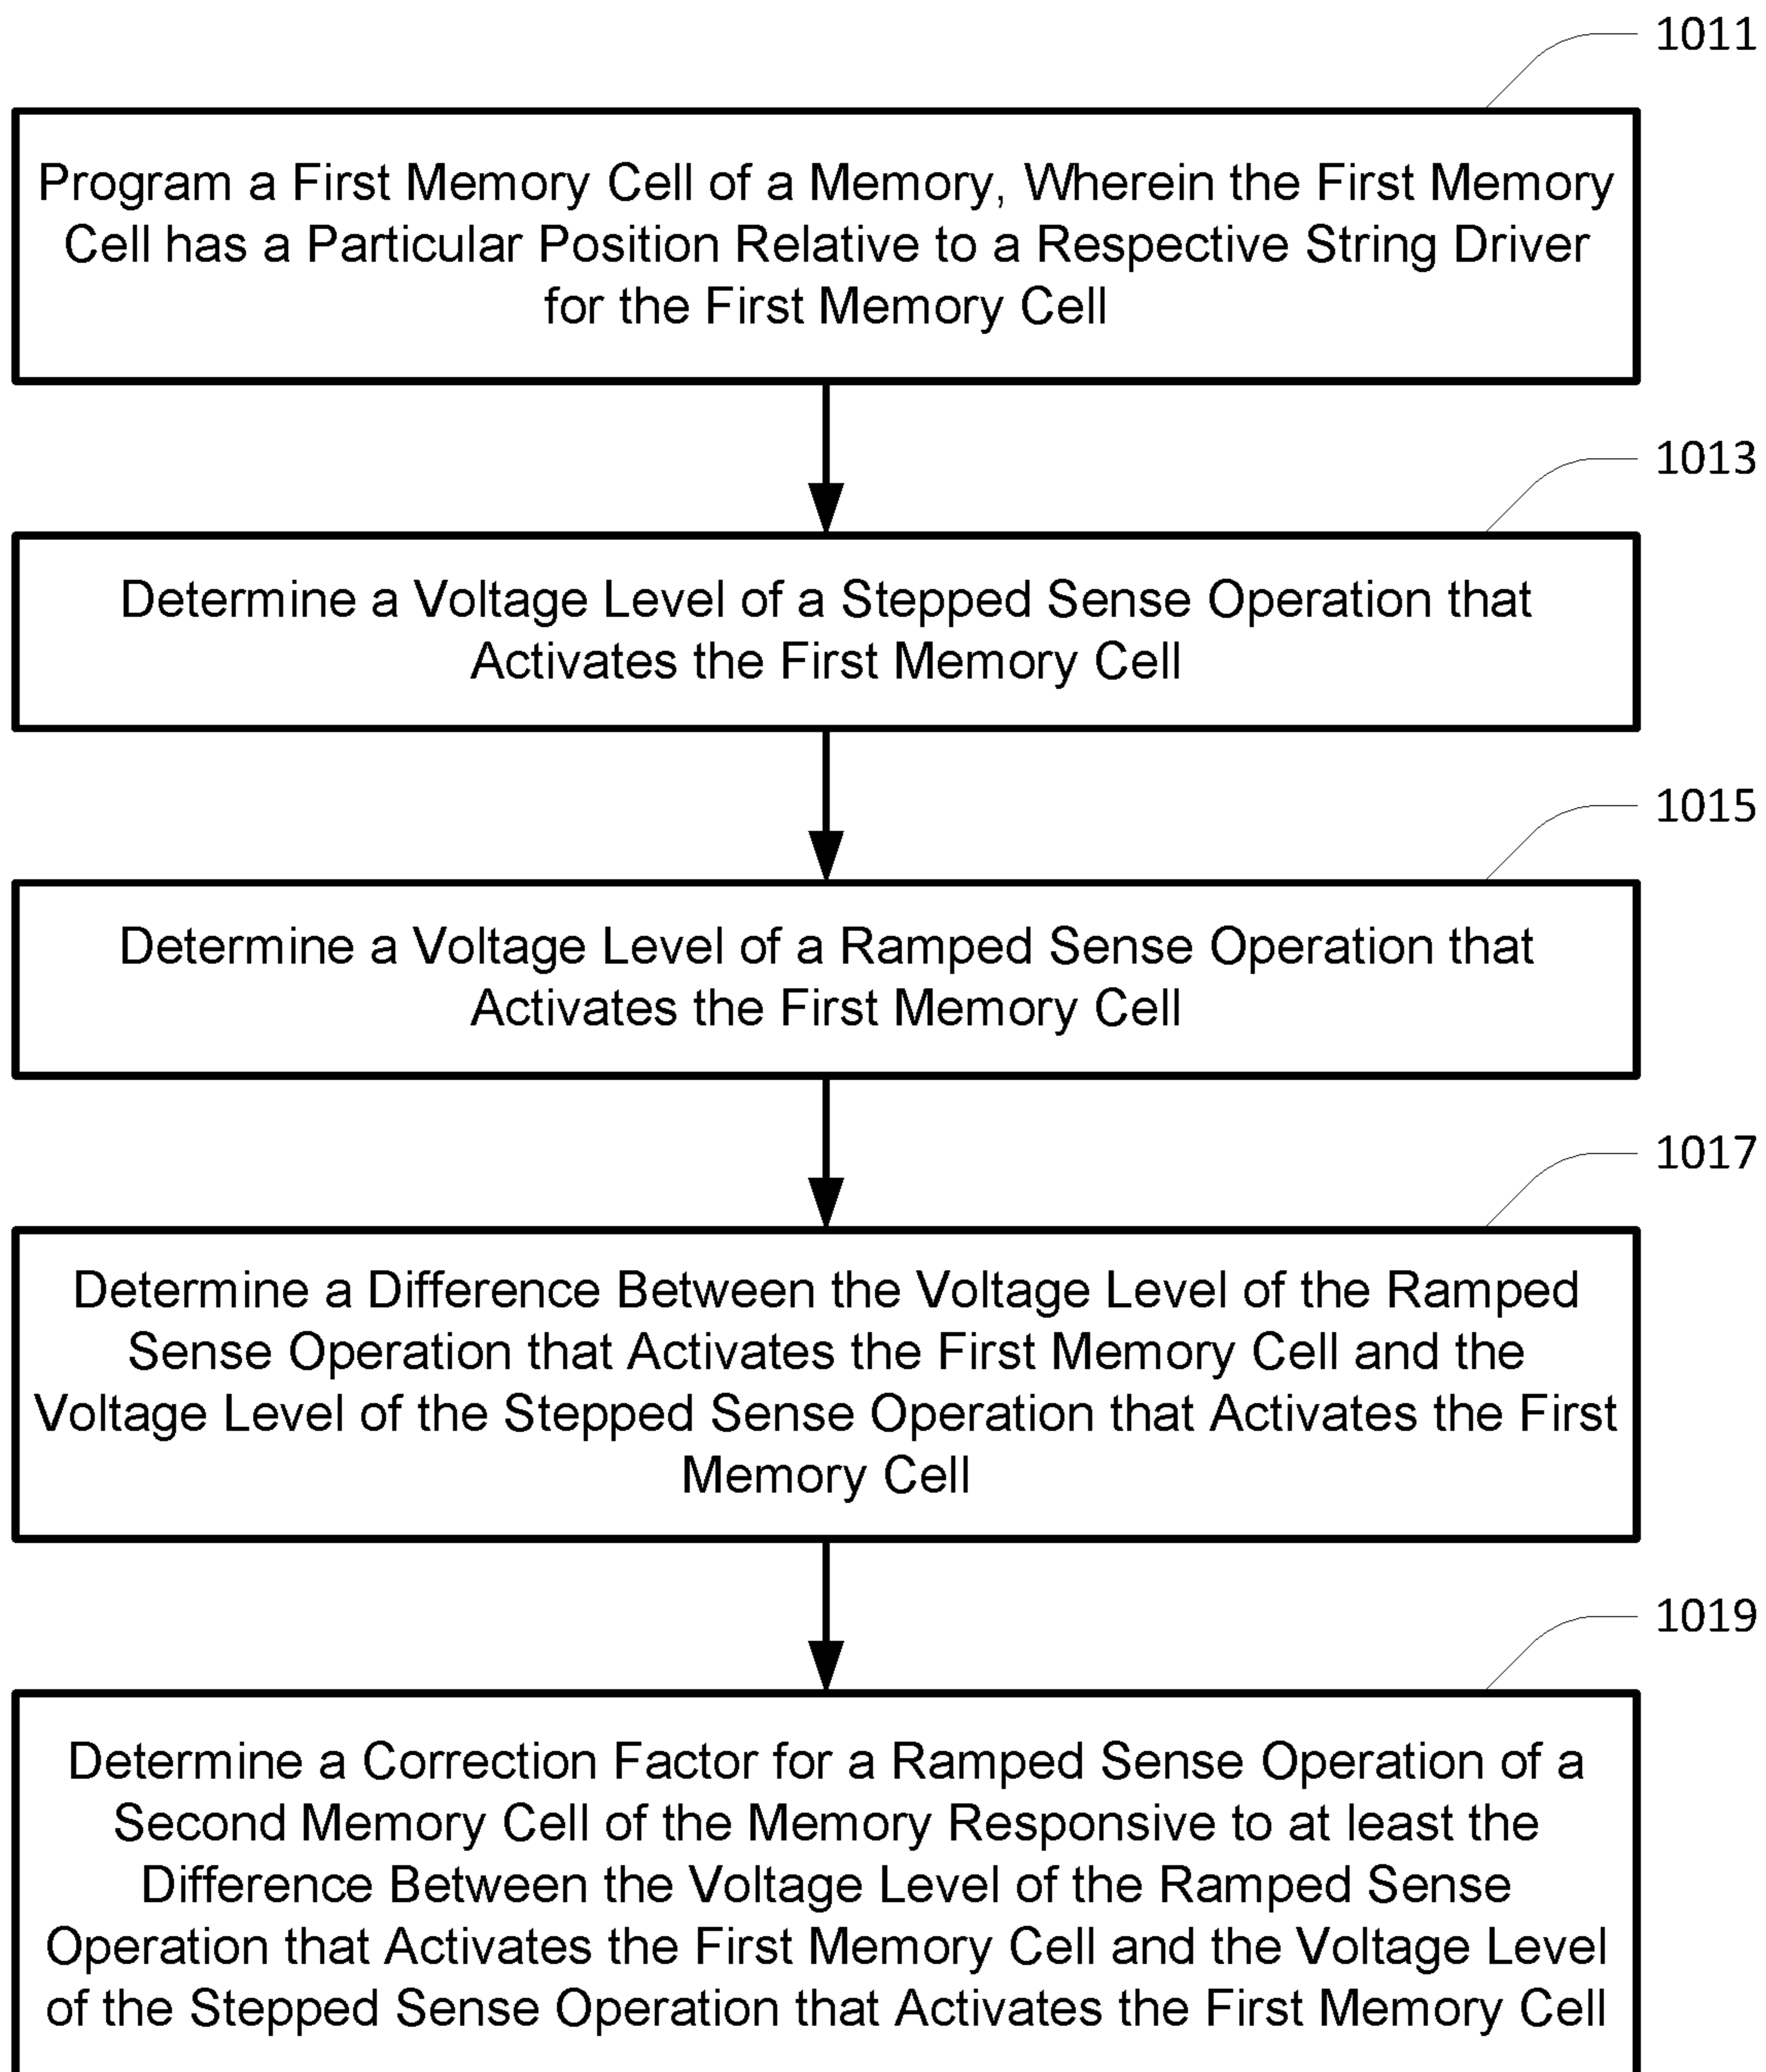 1011
Program a First Memory Cell of a Memory, Wherein the First Memory
Cell has a Particular Position Relative to a Respective String Driver
for the First Memory Cell
1013
Determine a Voltage Level of a Stepped Sense Operation that
Activates the First Memory Cell
1015
Determine a Voltage Level of a Ramped Sense Operation that
Activates the First Memory Cell
1017
Determine a Difference Between the Voltage Level of the Ramped
Sense Operation that Activates the First Memory Cell and the
Voltage Level of the Stepped Sense Operation that Activates the First
Memory Cell
1019
Determine a Correction Factor for a Ramped Sense Operation of a
Second Memory Cell of the Memory Responsive to at least the
Difference Between the Voltage Level of the Ramped Sense
Operation that Activates the First Memory Cell and the Voltage Level
of the Stepped Sense Operation that Activates the First Memory Cell